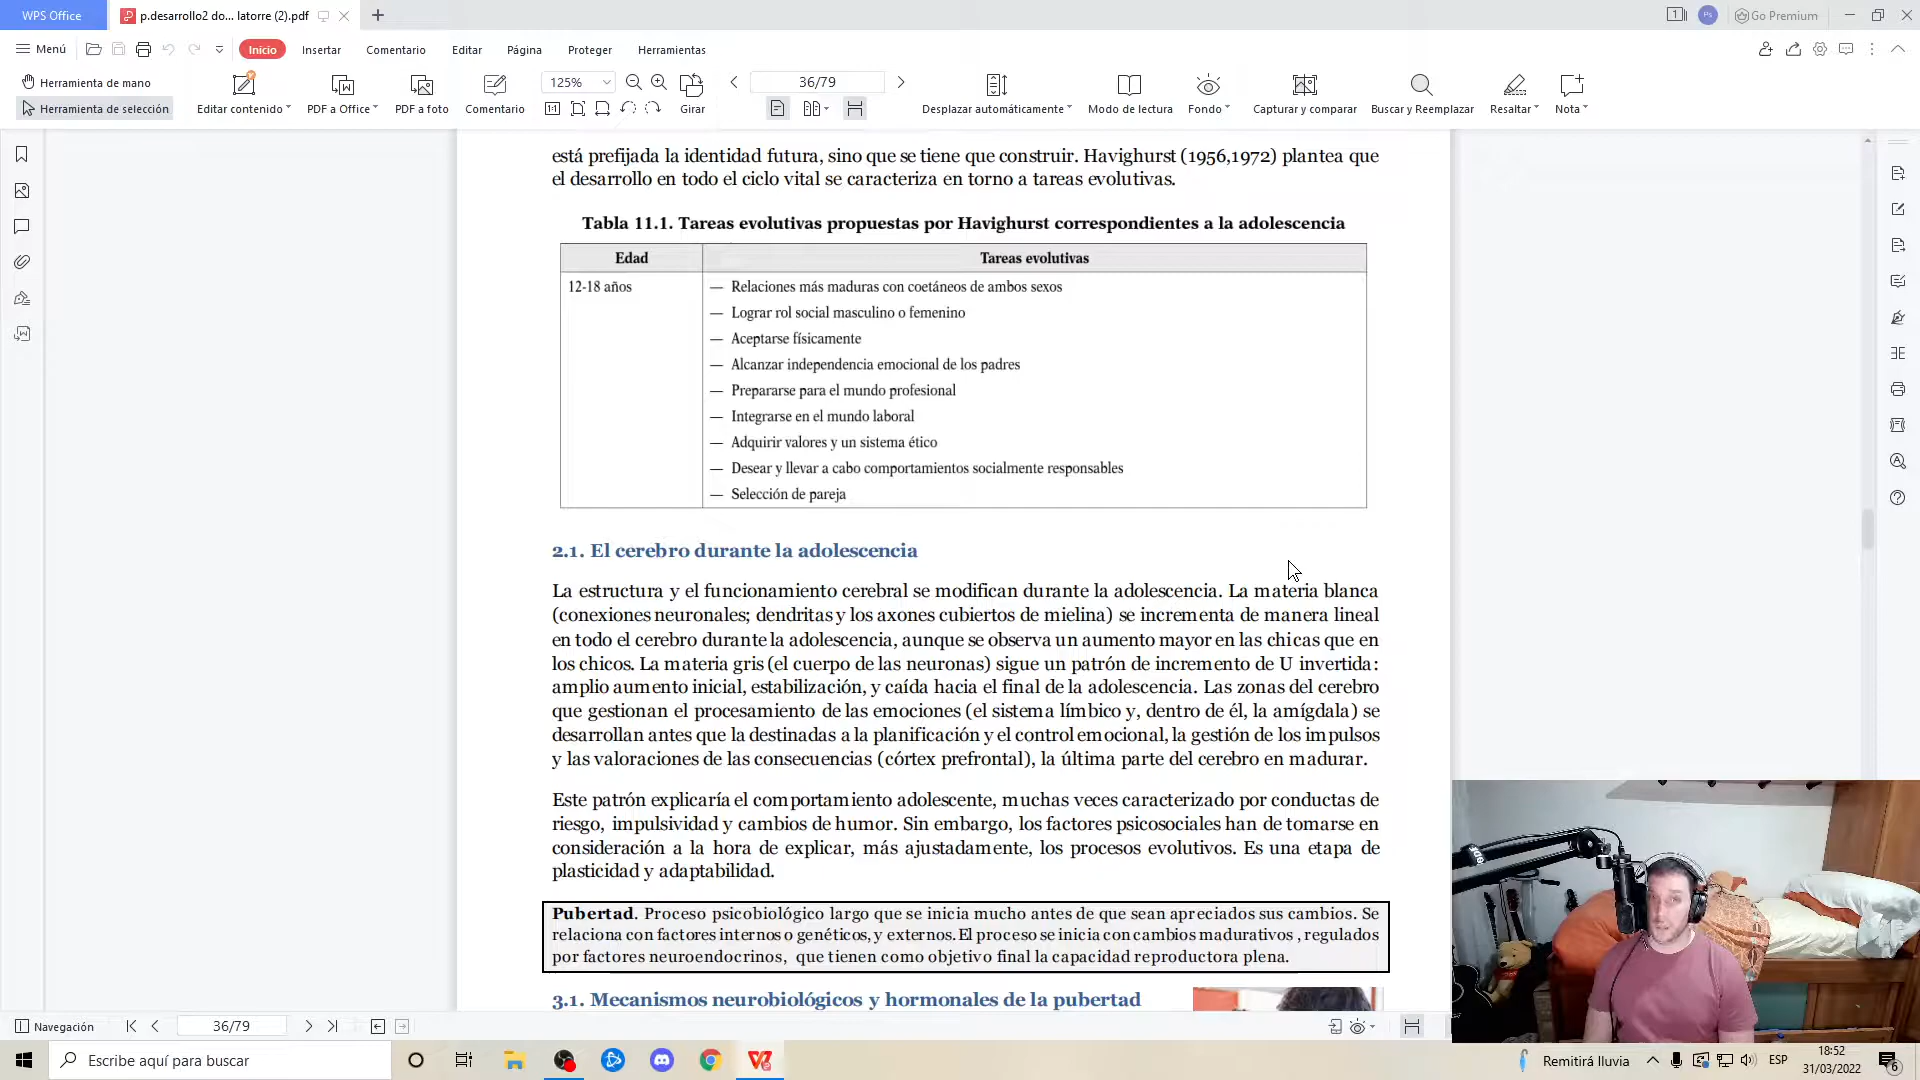 WPS Office
p.desarrollo2 do... latorre (2).pdf
1
Ps
Go Premium
Menú
Inicio
Insertar
Comentario
Editar
Página
Proteger
Herramientas
Herramienta de mano
Herramienta de selección
Editar contenido
PDF a Office
PDF a foto
Comentario
125%
Girar
36/79
Desplazar automáticamente
Modo de lectura
Fondo
Capturar y comparar
Buscar y Reemplazar
Resaltar
Nota
está prefijada la identidad futura, sino que se tiene que construir. Havighurst (1956,1972) plantea que
el desarrollo en todo el ciclo vital se caracteriza en torno a tareas evolutivas.
Tabla 11.1. Tareas evolutivas propuestas por Havighurst correspondientes a la adolescencia
Edad
Tareas evolutivas
12-18 años
— Relaciones más maduras con coetáneos de ambos sexos
— Lograr rol social masculino o femenino
— Aceptarse físicamente
— Alcanzar independencia emocional de los padres
— Prepararse para el mundo profesional
— Integrarse en el mundo laboral
— Adquirir valores y un sistema ético
— Desear y llevar a cabo comportamientos socialmente responsables
— Selección de pareja
2.1. El cerebro durante la adolescencia
La estructura y el funcionamiento cerebral se modifican durante la adolescencia. La materia blanca
(conexiones neuronales; dendritas y los axones cubiertos de mielina) se incrementa de manera lineal
en todo el cerebro durante la adolescencia, aunque se observa un aumento mayor en las chicas que en
los chicos. La materia gris (el cuerpo de las neuronas) sigue un patrón de incremento de U invertida:
amplio aumento inicial, estabilización, y caída hacia el final de la adolescencia. Las zonas del cerebro
que gestionan el procesamiento de las emociones (el sistema límbico y, dentro de él, la amígdala) se
desarrollan antes que la destinadas a la planificación y el control emocional, la gestión de los impulsos
y las valoraciones de las consecuencias (córtex prefrontal), la última parte del cerebro en madurar.
Este patrón explicaría el comportamiento adolescente, muchas veces caracterizado por conductas de
riesgo, impulsividad y cambios de humor. Sin embargo, los factores psicosociales han de tomarse en
consideración a la hora de explicar, más ajustadamente, los procesos evolutivos. Es una etapa de
plasticidad y adaptabilidad.
Pubertad. Proceso psicobiológico largo que se inicia mucho antes de que sean apreciados sus cambios. Se
relaciona con factores internos o genéticos, y externos. El proceso se inicia con cambios madurativos , regulados
por factores neuroendocrinos, que tienen como objetivo final la capacidad reproductora plena.
3.1. Mecanismos neurobiológicos y hormonales de la pubertad
Navegación
36/79
Escribe aquí para buscar
Remitirá lluvia
ESP
18:52
31/03/2022
6